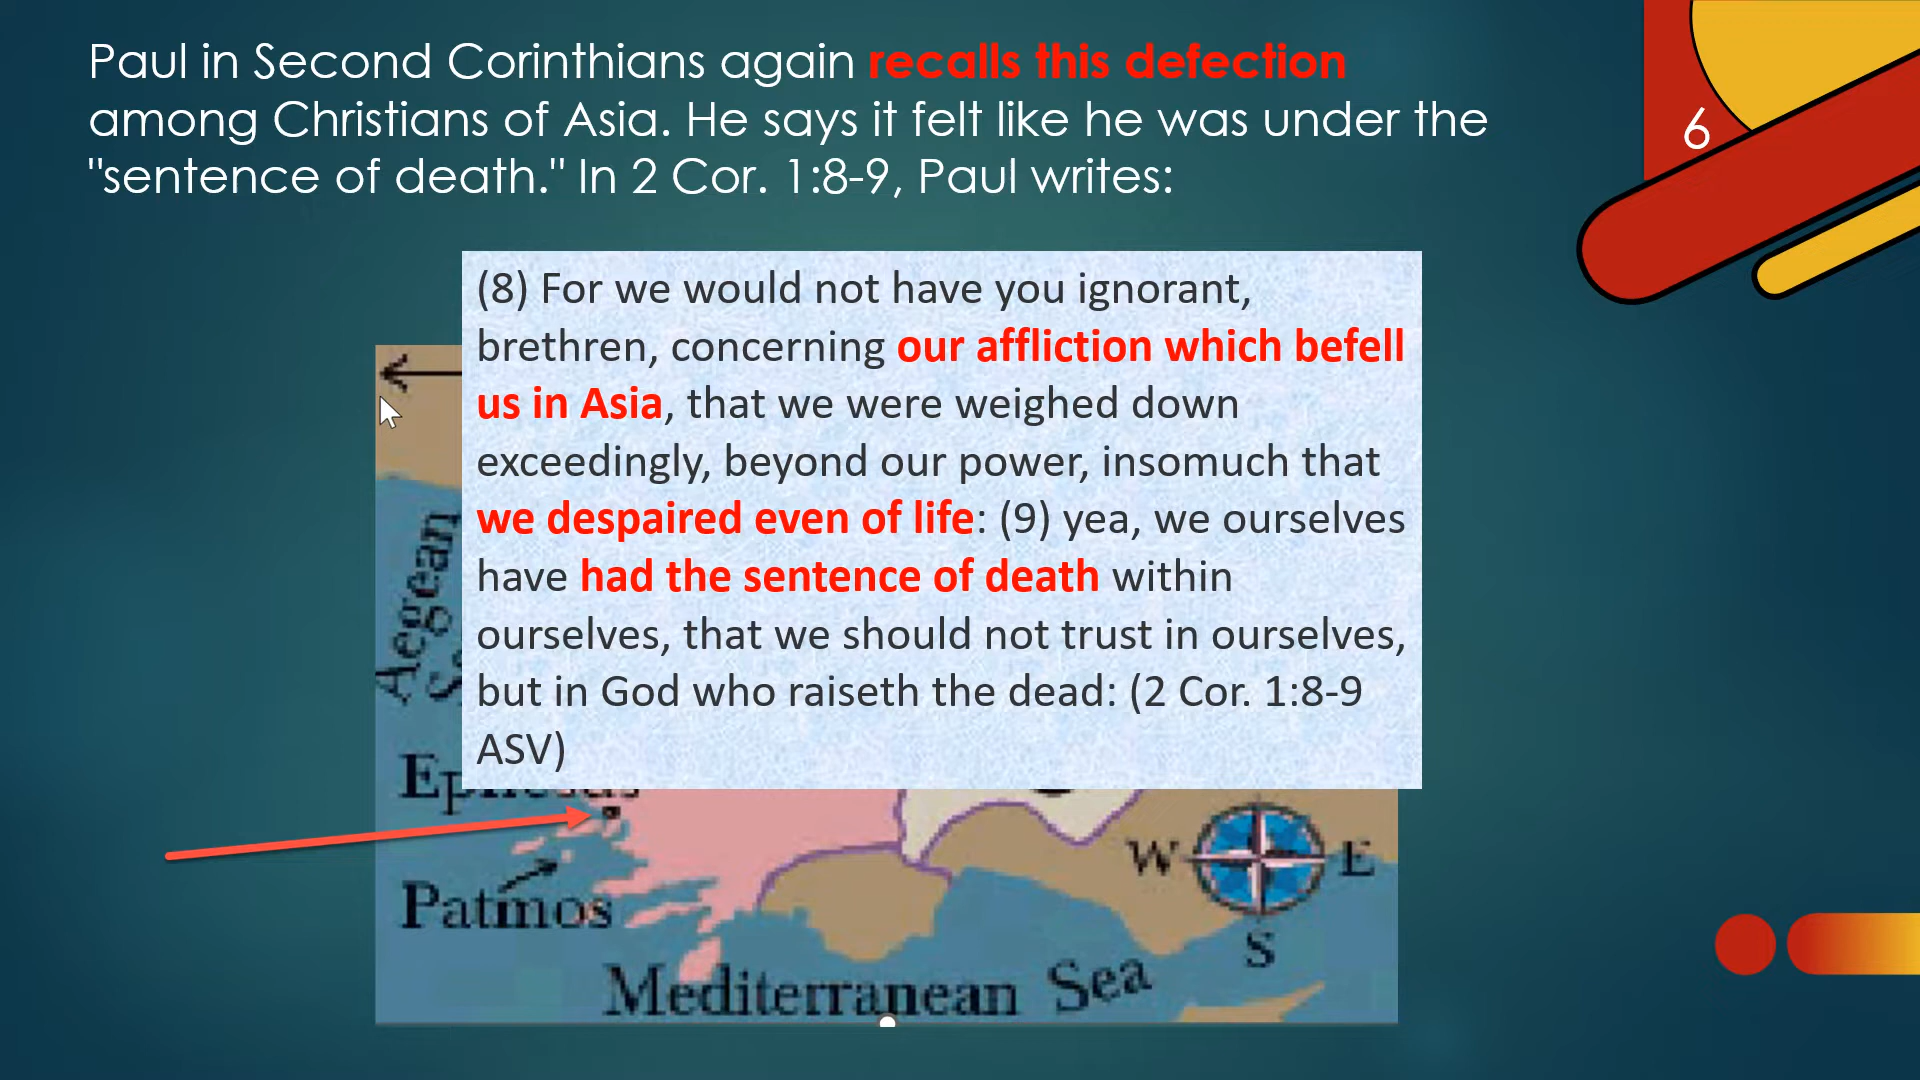 Paul in Second Corinthians again recalls this defection
among Christians of Asia. He says it felt like he was under the
"sentence of death." In 2 Cor. 1:8-9, Paul writes:
6
(8) For we would not have you ignorant,
brethren, concerning our affliction which befell
us in Asia, that we were weighed down
exceedingly, beyond our power, insomuch that
we despaired even of life: (9) yea, we ourselves
have had the sentence of death within
ourselves, that we should not trust in ourselves,
but in God who raiseth the dead: (2 Cor. 1:8-9
ASV)
Aegean
Ephesus
Patmos
Mediterranean Sea
W
E
S